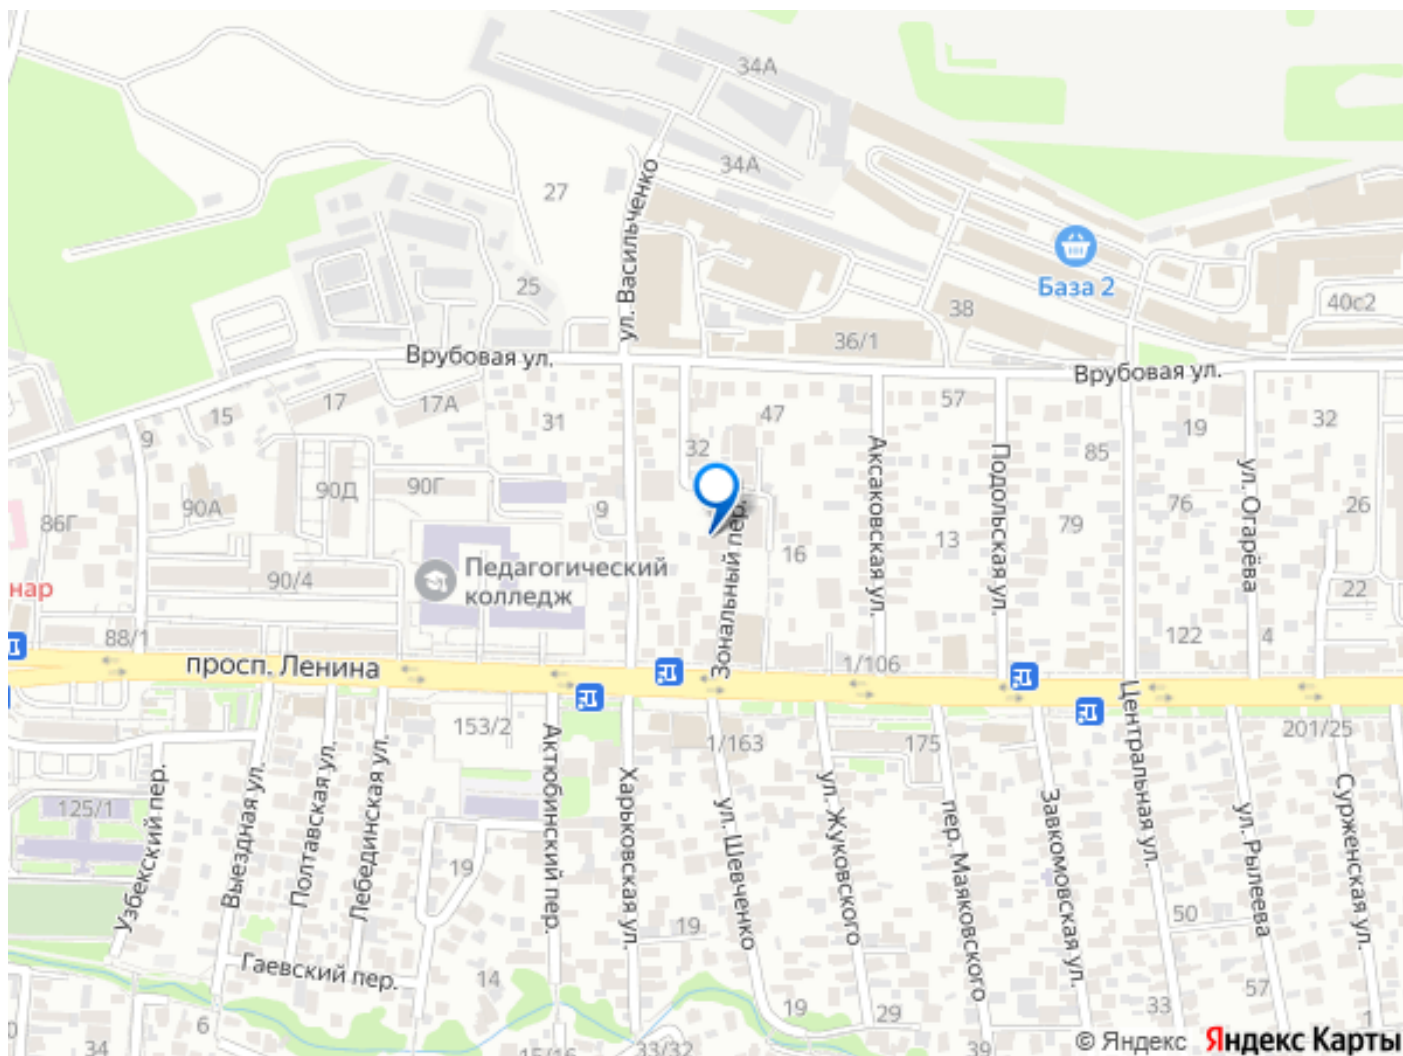 34А
34А
27
ул. Васильченко
База 2
25
40с2
38
36/1
Врубовая ул.
Врубовая ул.
17
17А
15
9
31
47
57
19
32
32
85
Аксаковская ул.
Подольская ул.
ул. Огарёва
90Д
90Г
90А
9
86Г
76
26
79
13
16
Зональный пер.
Педагогический
колледж
90/4
22
нар
88/1
122
4
просп. Ленина
1/106
153/2
1/163
175
201/25
Актюбинский пер.
Харьковская ул.
ул. Шевченко
ул. Жуковского
пер. Маяковского
Завкомовская ул.
Центральная ул.
ул. Рылеева
Сурженская ул.
Узбекский пер.
Выездная ул.
Полтавская ул.
Лебединская ул.
125/1
19
19
50
Гаевский пер.
14
19
29
33
57
6
34
15/16
33/32
39
© Яндекс Яндекс Карты